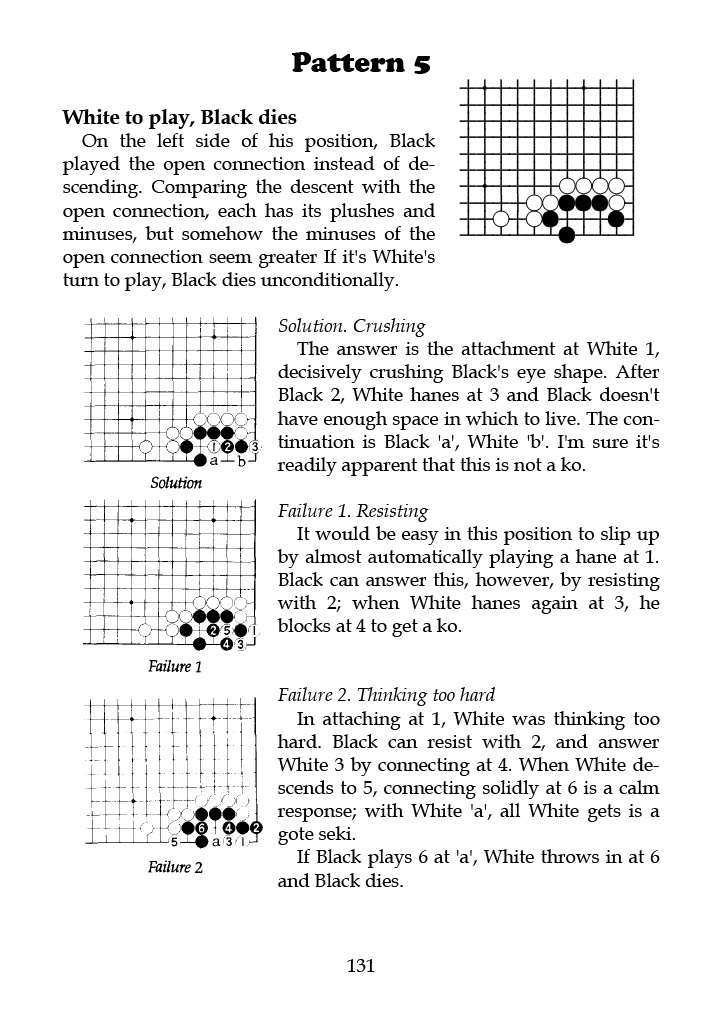 Pattern 5
White to play, Black dies
On the left side of his position, Black
played the open connection instead of de-
scending. Comparing the descent with the
open connection, each has its plushes and
minuses, but somehow the minuses of the
open connection seem greater If it's White's
turn to play, Black dies unconditionally.
1 2 3
a b
Solution
Solution. Crushing
The answer is the attachment at White 1,
decisively crushing Black's eye shape. After
Black 2, White hanes at 3 and Black doesn't
have enough space in which to live. The con-
tinuation is Black 'a', White 'b'. I'm sure it's
readily apparent that this is not a ko.
2 5 1
4 3
Failure 1
Failure 1. Resisting
It would be easy in this position to slip up
by almost automatically playing a hane at 1.
Black can answer this, however, by resisting
with 2; when White hanes again at 3, he
blocks at 4 to get a ko.
6 4 2
5 a 3 1
Failure 2
Failure 2. Thinking too hard
In attaching at 1, White was thinking too
hard. Black can resist with 2, and answer
White 3 by connecting at 4. When White de-
scends to 5, connecting solidly at 6 is a calm
response; with White 'a', all White gets is a
gote seki.
If Black plays 6 at 'a', White throws in at 6
and Black dies.
131